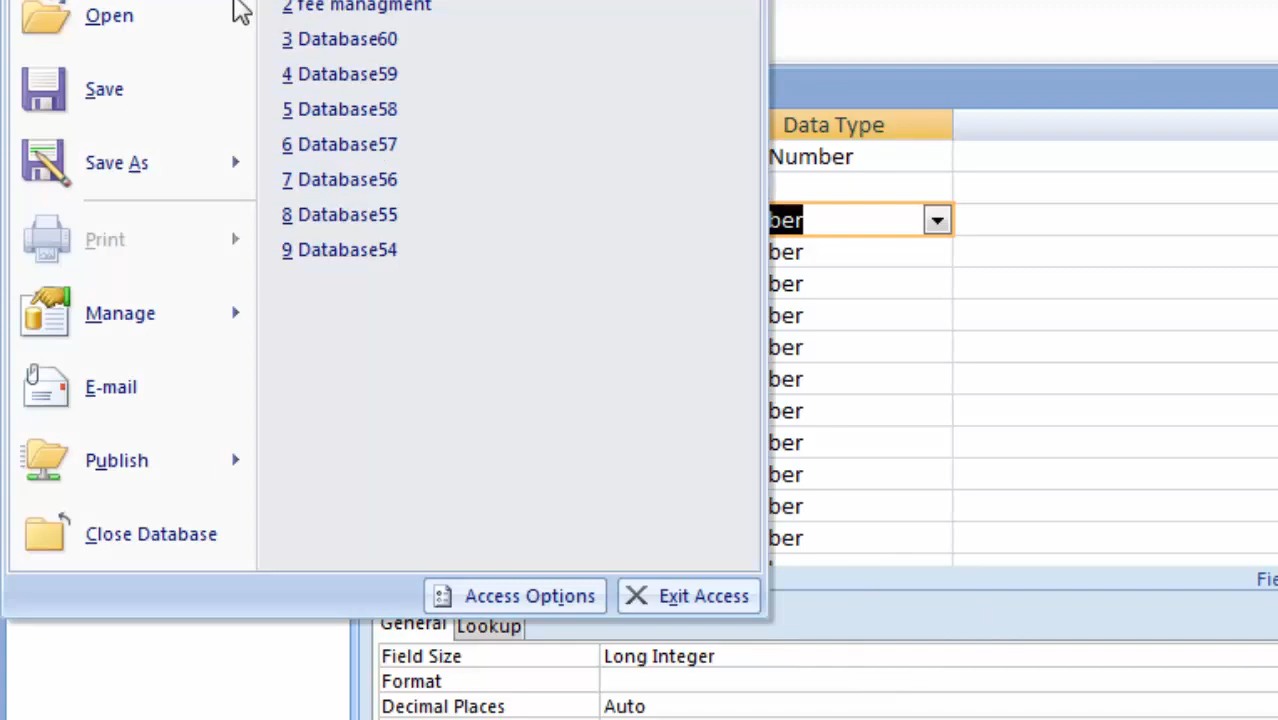 Open
Save
Save As
Print
Manage
E-mail
Publish
Close Database
2 fee managment
3 Database60
4 Database59
5 Database58
6 Database57
7 Database56
8 Database55
9 Database54
Access Options
Exit Access
Data Type
Number
ber
ber
ber
ber
ber
ber
ber
ber
ber
ber
ber
General Lookup
Field Size Long Integer
Format
Decimal Places Auto